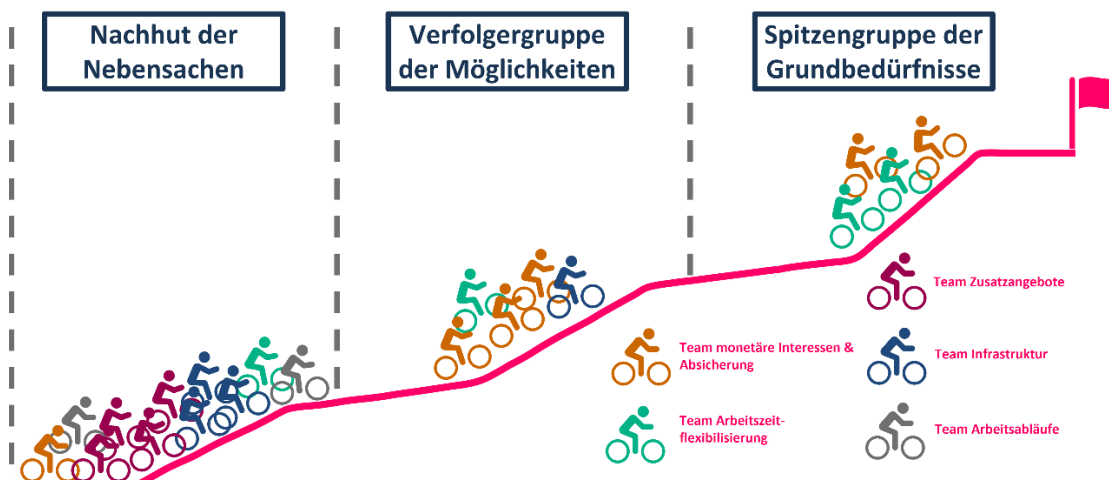 Nachhut der
Nebensachen
Verfolgergruppe
der Möglichkeiten
Spitzengruppe der
Grundbedürfnisse
Team Zusatzangebote
Team monetäre Interessen &
Absicherung
Team Infrastruktur
Team Arbeitszeit-
flexibilisierung
Team Arbeitsabläufe